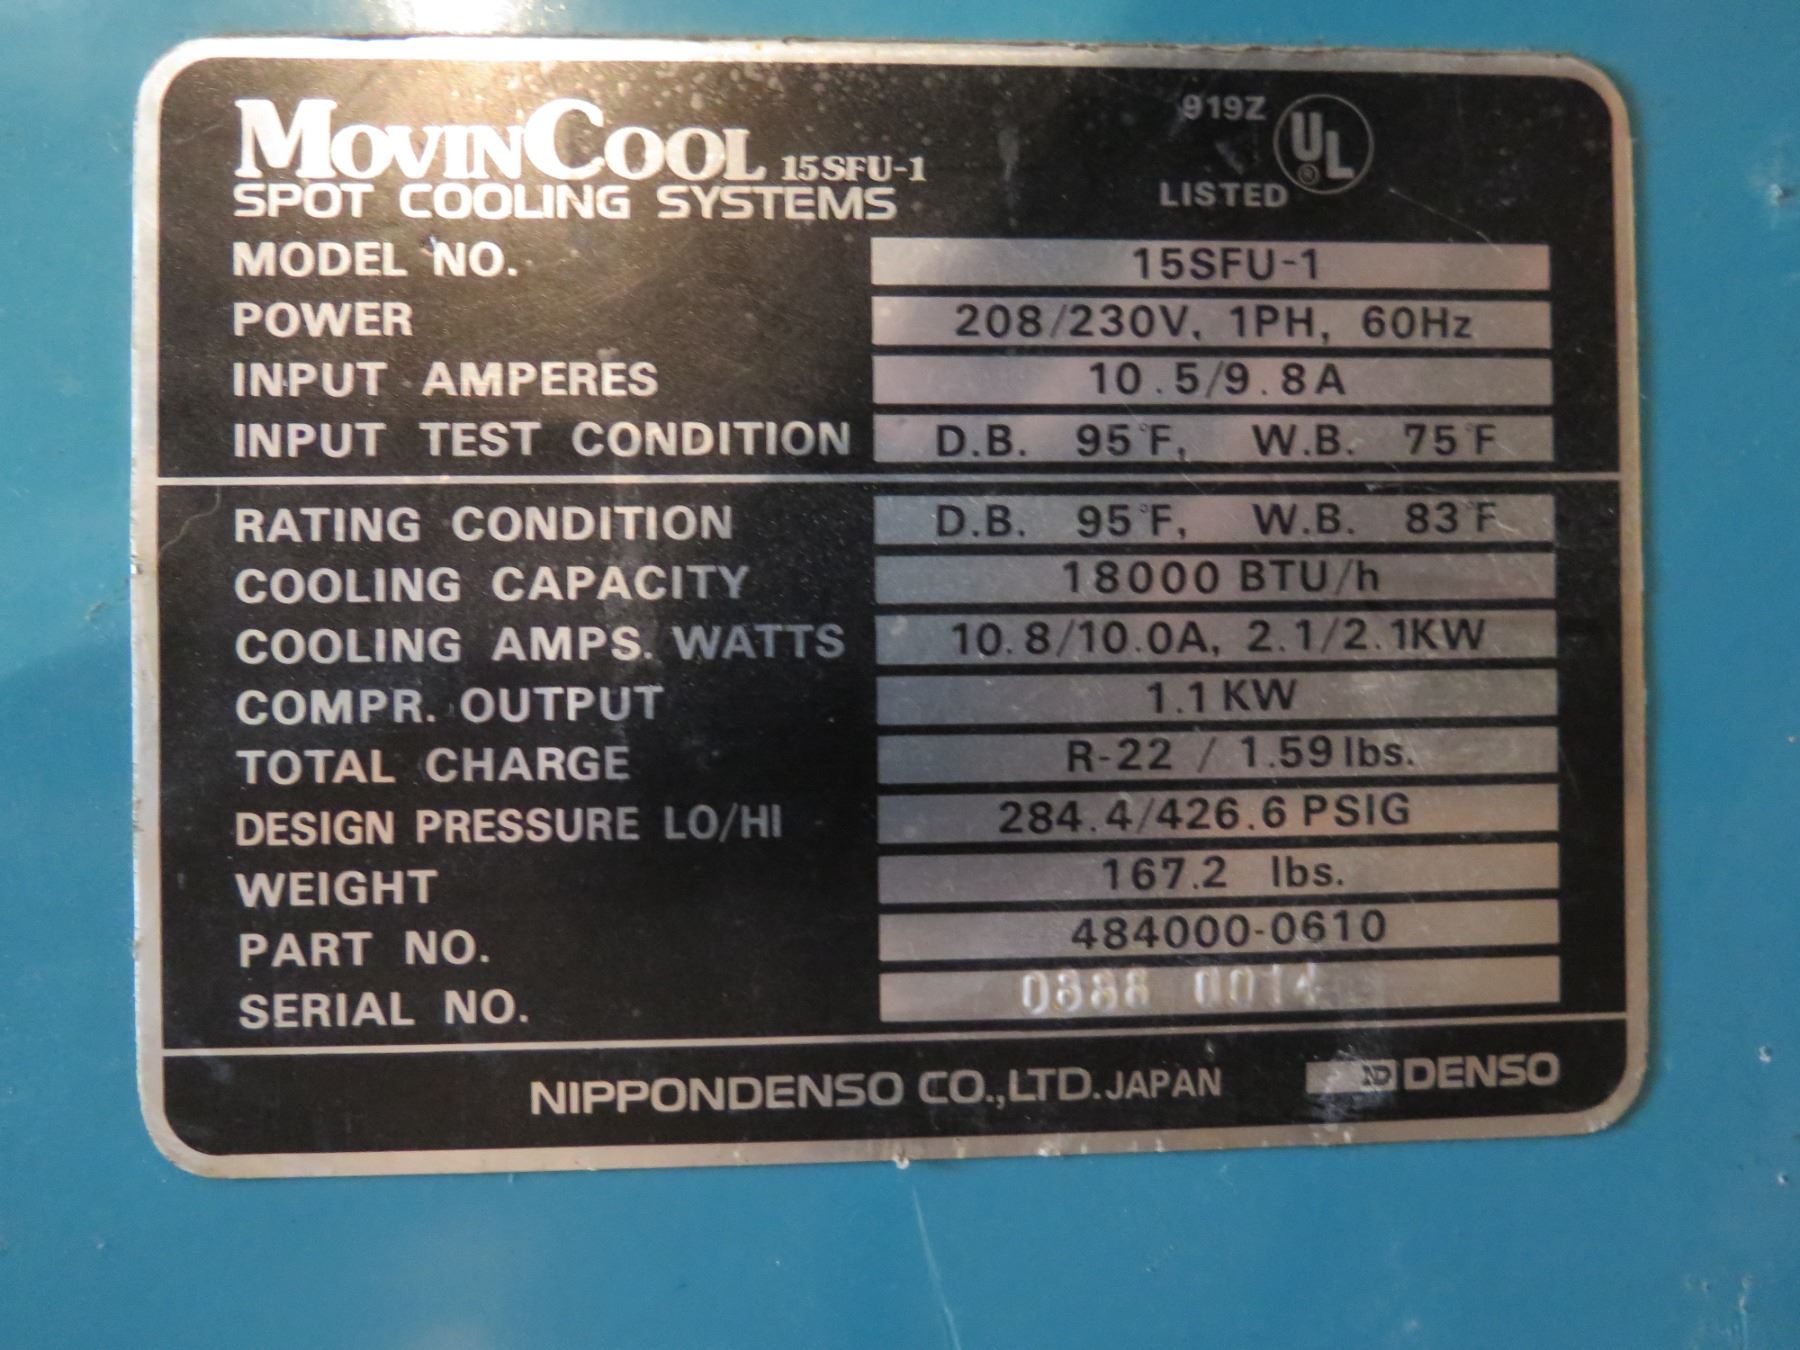 919Z
MOVINCOOL 15SFU-1
UL ®
SPOT COOLING SYSTEMS
LISTED
MODEL NO. 15SFU-1
POWER 208/230V, 1PH, 60Hz
INPUT AMPERES 10.5/9.8A
INPUT TEST CONDITION D.B. 95°F, W.B. 75°F
RATING CONDITION D.B. 95°F, W.B. 83°F
COOLING CAPACITY 18000 BTU/h
COOLING AMPS. WATTS 10.8/10.0A, 2.1/2.1KW
COMPR. OUTPUT 1.1KW
TOTAL CHARGE R-22 / 1.59lbs.
DESIGN PRESSURE LO/HI 284.4/426.6 PSIG
WEIGHT 167.2 lbs.
PART NO. 484000-0610
SERIAL NO. 0014
NIPPONDENSO CO.,LTD. JAPAN ND DENSO